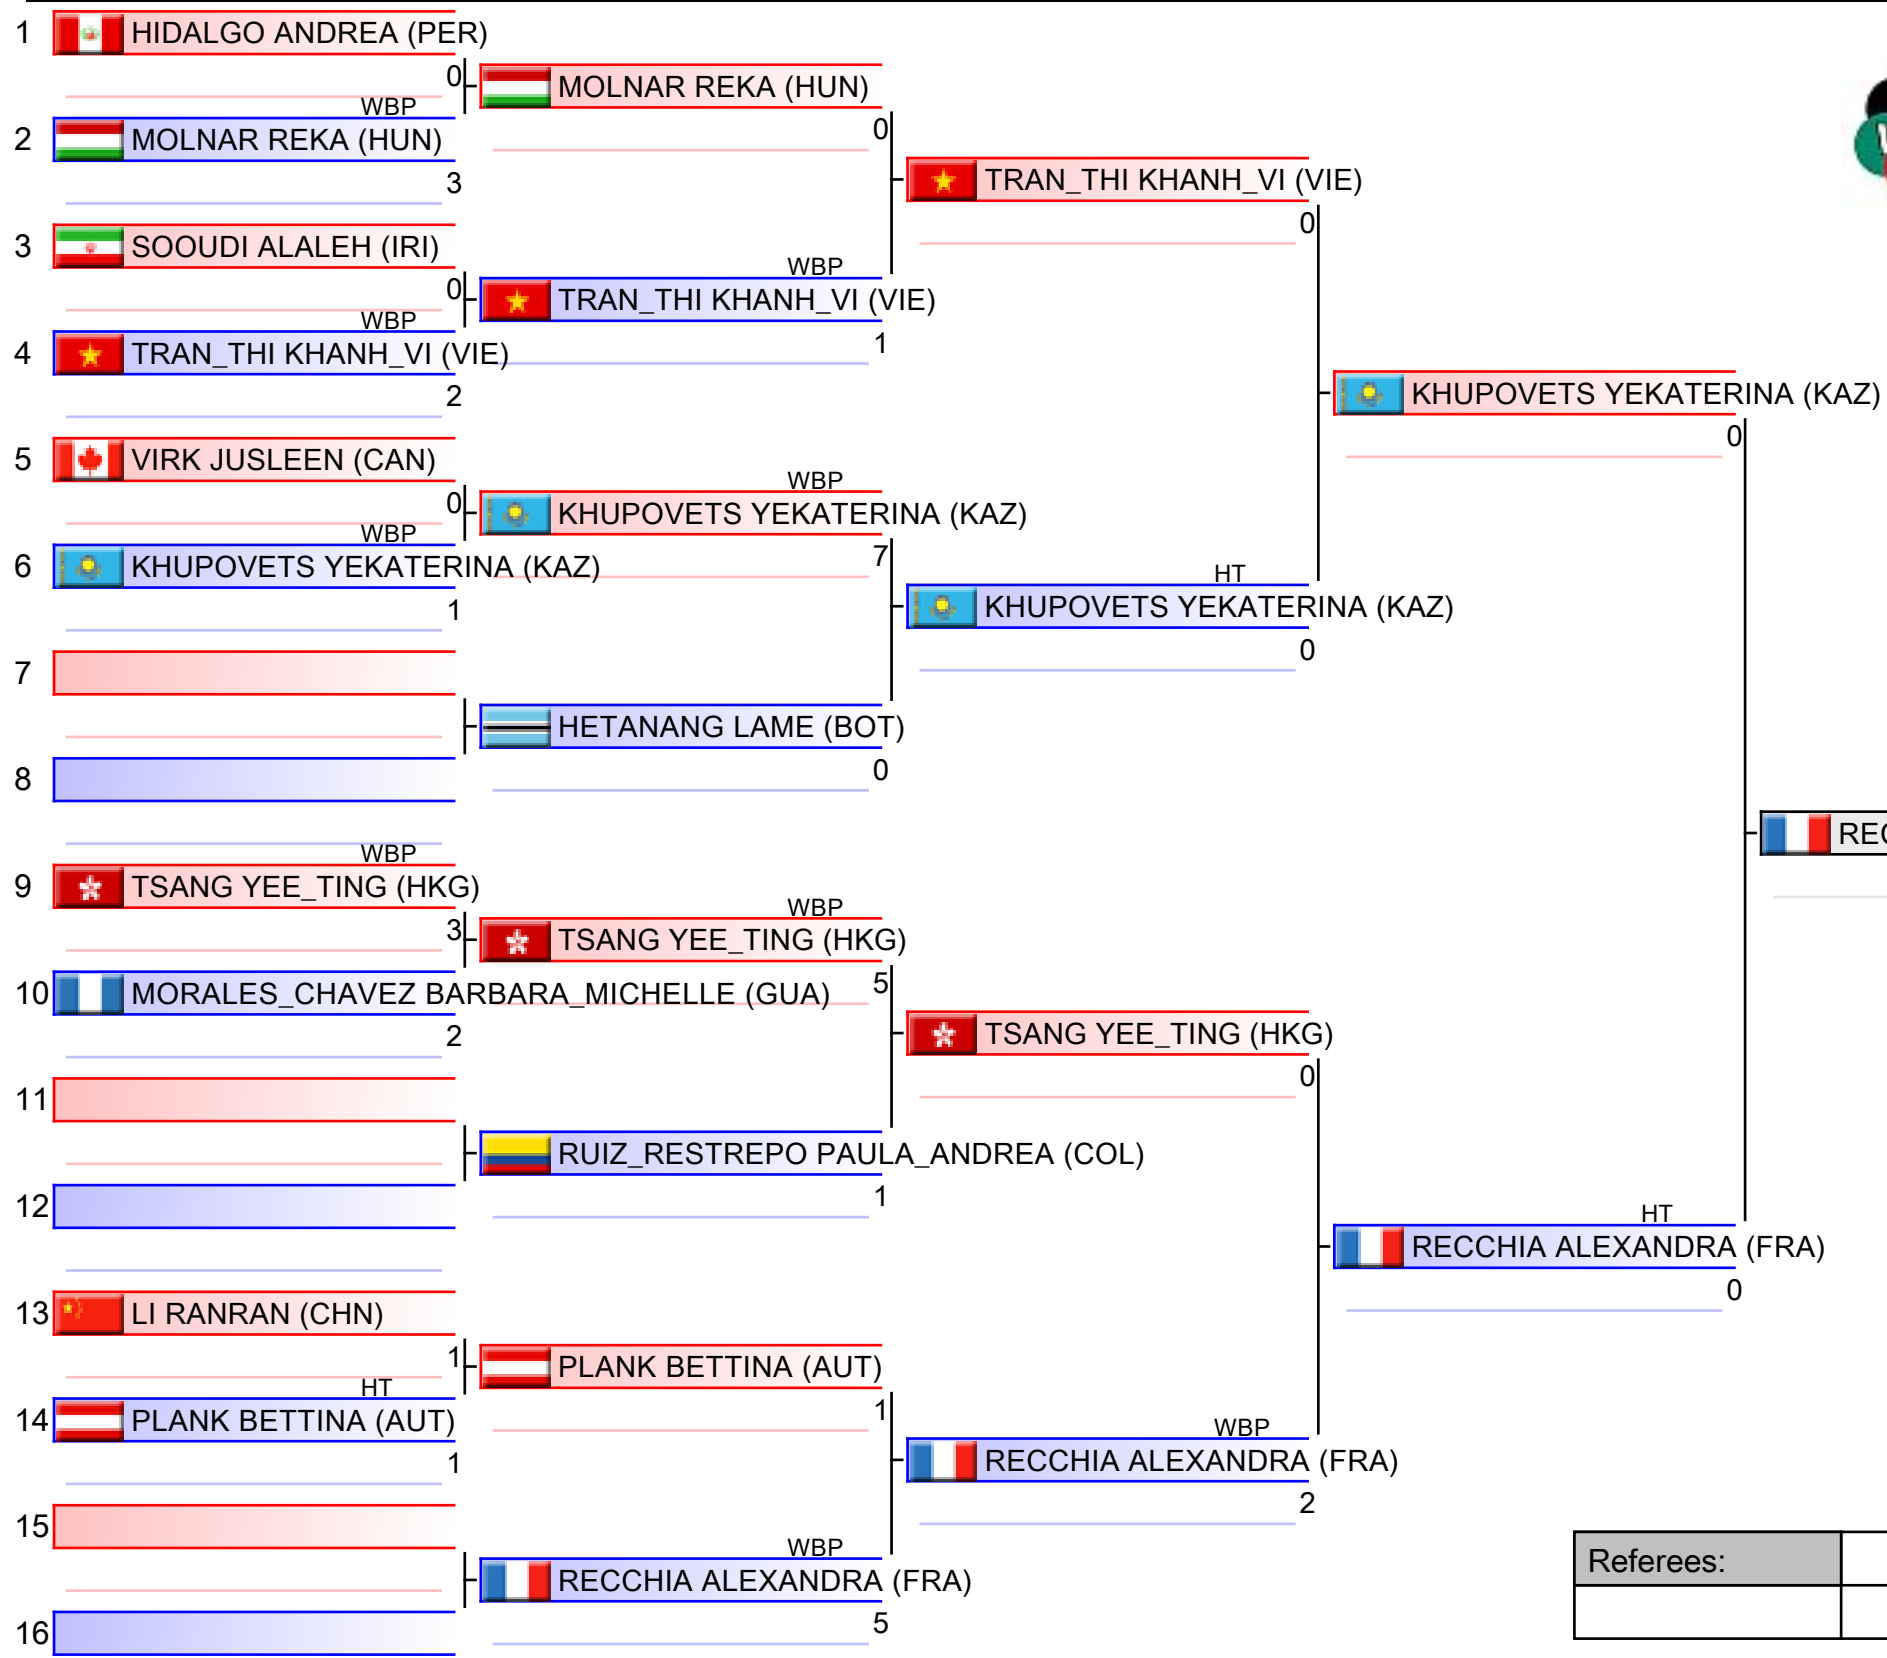 1 HIDALGO ANDREA (PER)
0
MOLNAR REKA (HUN)
WBP
0
2 MOLNAR REKA (HUN)
3
TRAN_THI KHANH_VI (VIE)
0
3 SOOUDI ALALEH (IRI)
0
WBP
TRAN_THI KHANH_VI (VIE)
1
WBP
4 TRAN_THI KHANH_VI (VIE)
2
KHUPOVETS YEKATERINA (KAZ)
0
5 VIRK JUSLEEN (CAN)
0
WBP
KHUPOVETS YEKATERINA (KAZ)
7
WBP
6 KHUPOVETS YEKATERINA (KAZ)
1
HT
KHUPOVETS YEKATERINA (KAZ)
0
7
HETANANG LAME (BOT)
0
8
WBP
9 TSANG YEE_TING (HKG)
3
WBP
TSANG YEE_TING (HKG)
5
10 MORALES_CHAVEZ BARBARA_MICHELLE (GUA)
2
TSANG YEE_TING (HKG)
0
11
RUIZ_RESTREPO PAULA_ANDREA (COL)
1
12
HT
RECCHIA ALEXANDRA (FRA)
0
13 LI RANRAN (CHN)
1
PLANK BETTINA (AUT)
1
HT
14 PLANK BETTINA (AUT)
1
WBP
RECCHIA ALEXANDRA (FRA)
2
15
WBP
RECCHIA ALEXANDRA (FRA)
5
16
Referees: